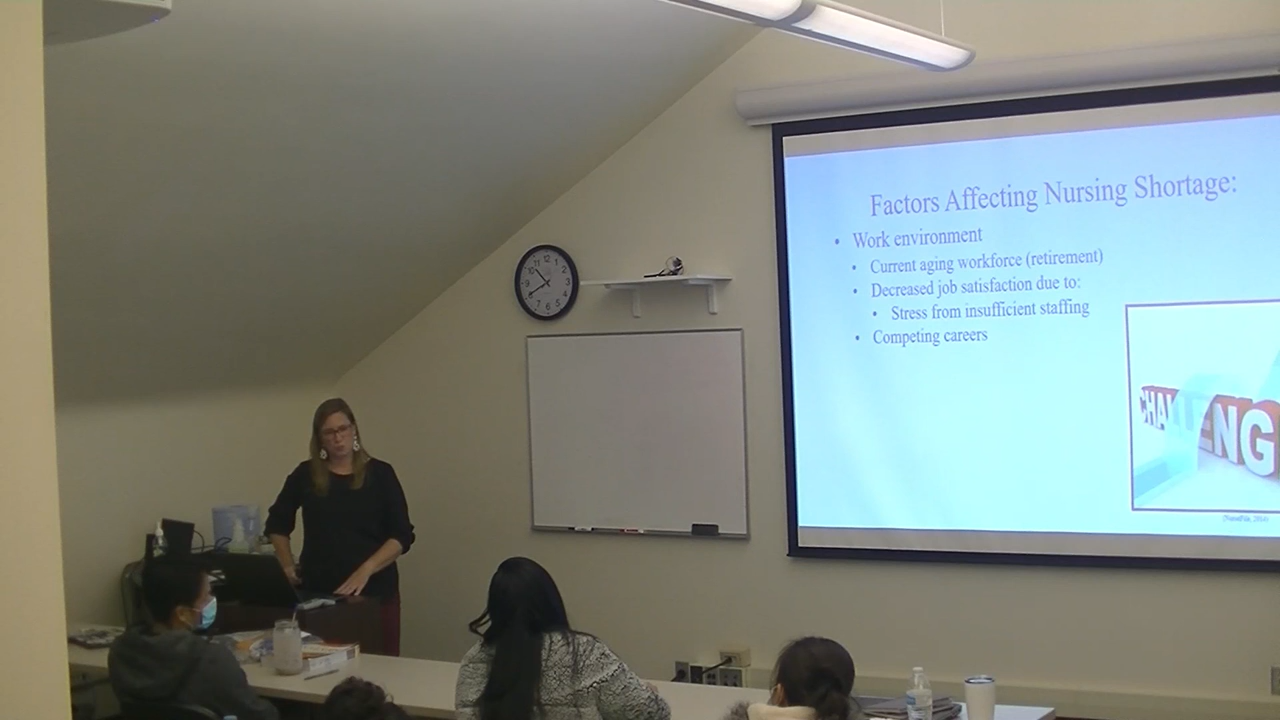 Factors Affecting Nursing Shortage:
• Work environment
• Current aging workforce (retirement)
• Decreased job satisfaction due to:
• Stress from insufficient staffing
• Competing careers
CHALLENG